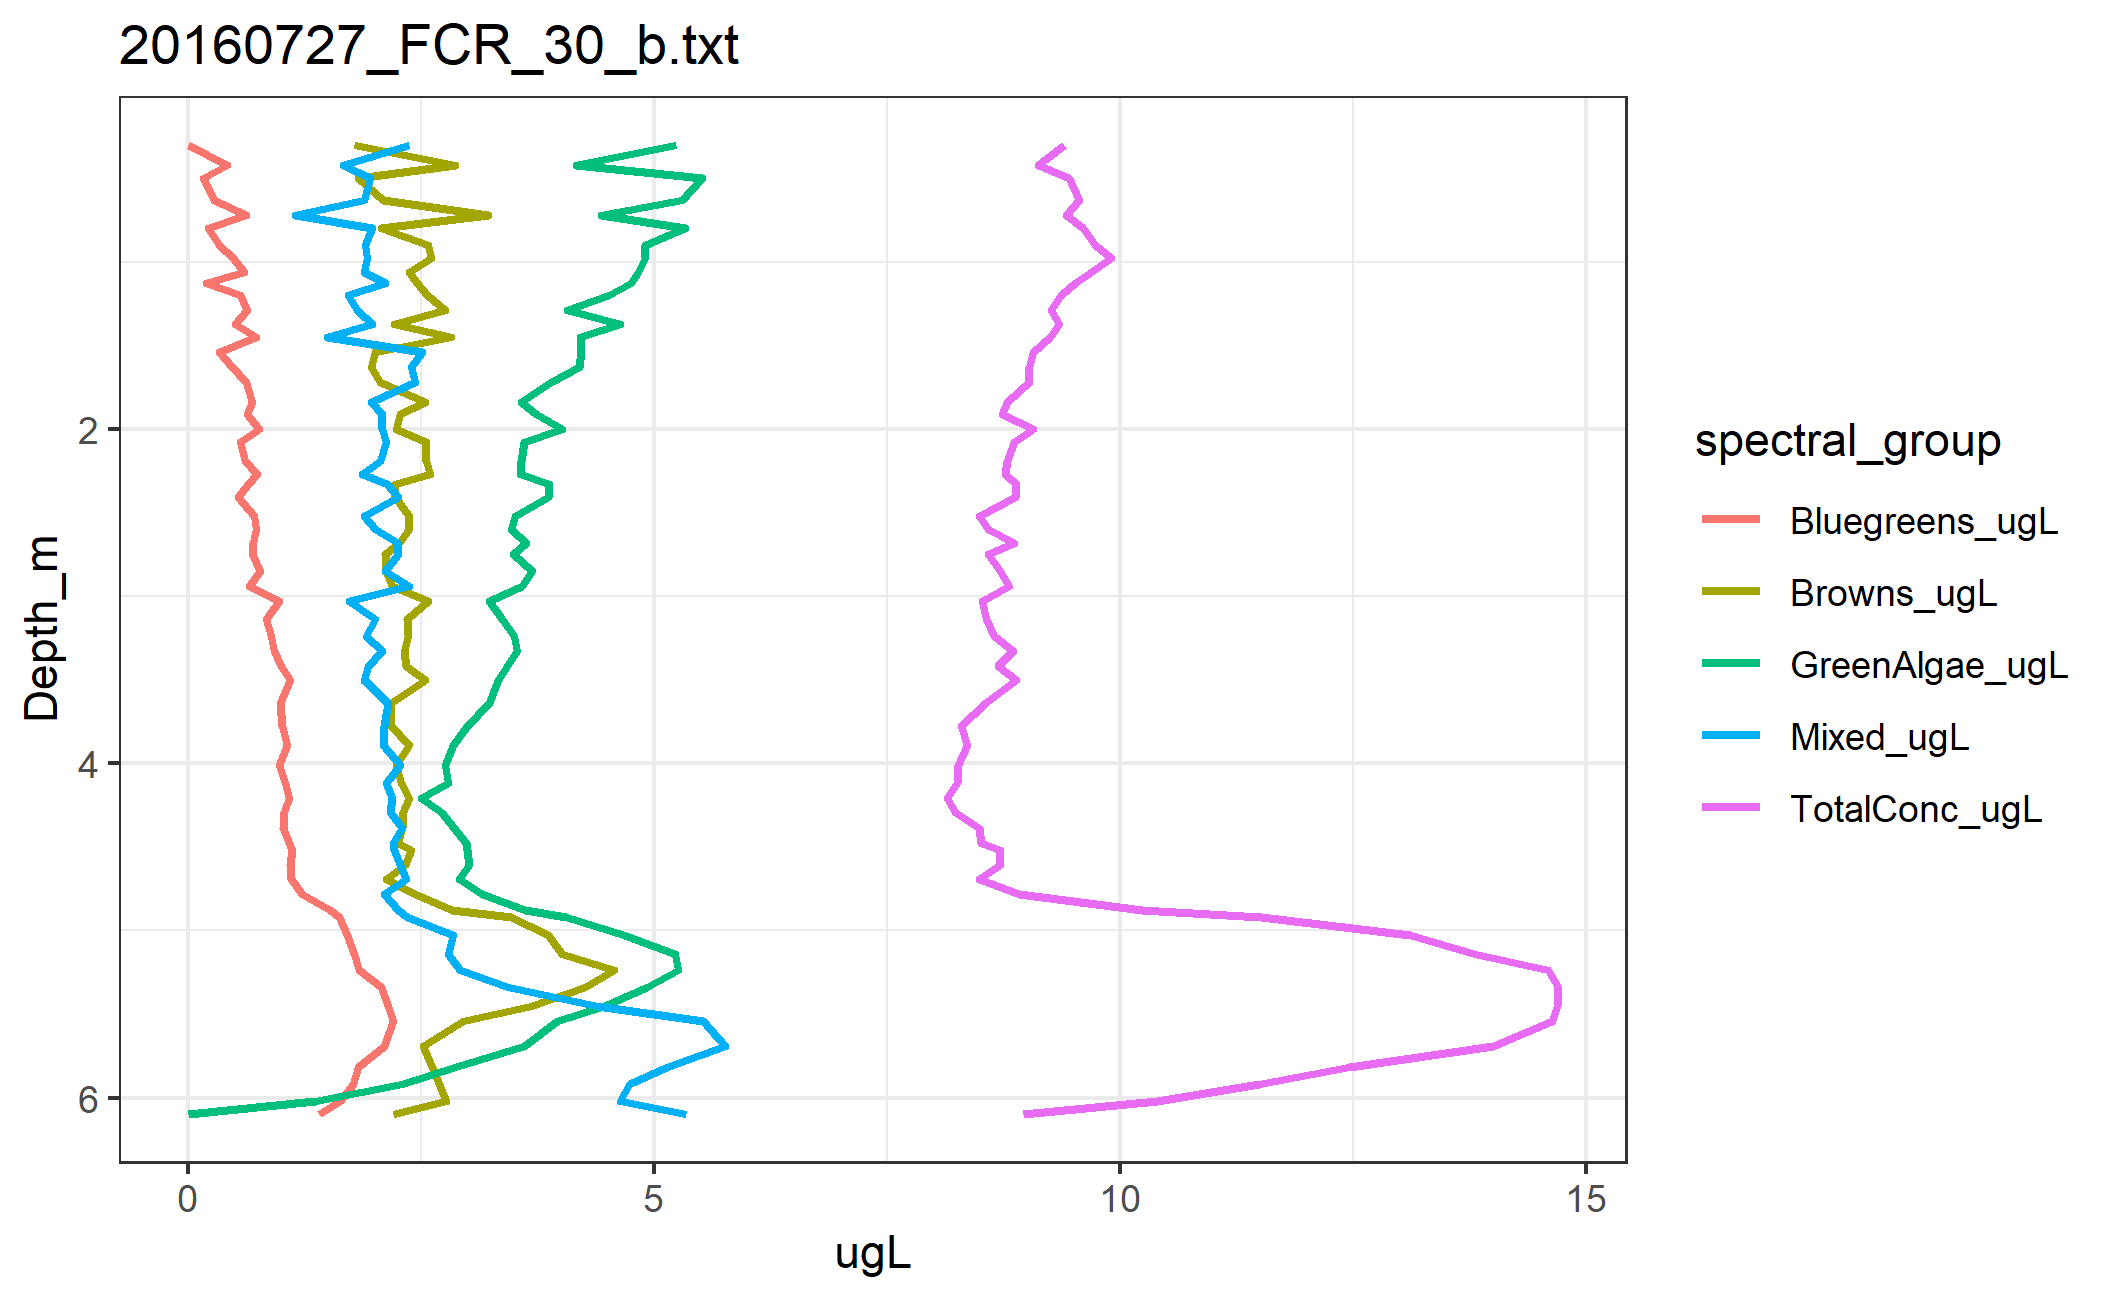 20160727_FCR_30_b.txt
2
4
6
Depth_m
0
5
10
15
ugL
spectral_group
Bluegreens_ugL
Browns_ugL
GreenAlgae_ugL
Mixed_ugL
TotalConc_ugL